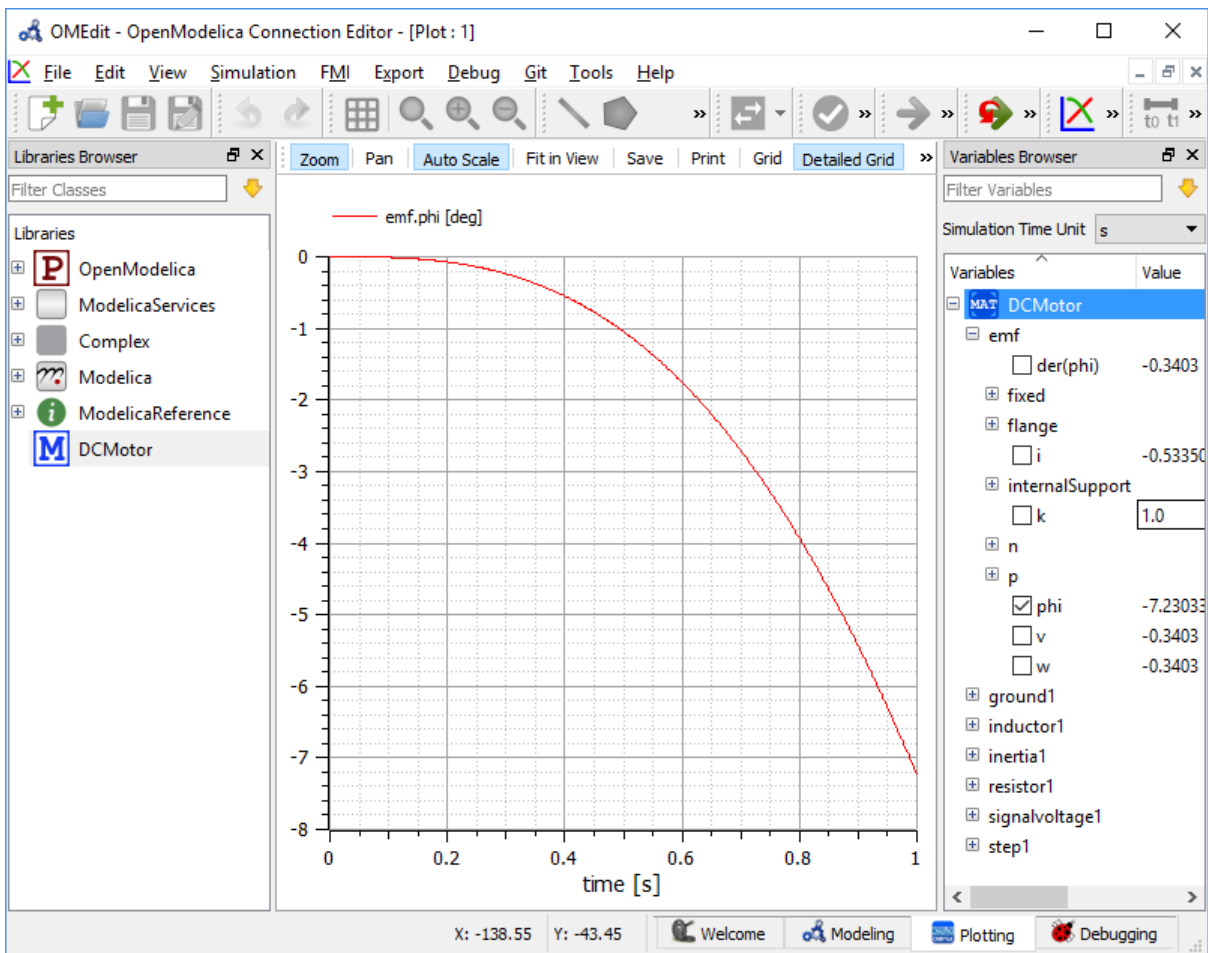 OMEdit - OpenModelica Connection Editor - [Plot : 1]
File Edit View Simulation FMI Export Debug Git Tools Help
» » » » » t0 t1 »
Libraries Browser
Filter Classes
Libraries
P OpenModelica
ModelicaServices
Complex
Modelica
i ModelicaReference
M DCMotor
Zoom Pan Auto Scale Fit in View Save Print Grid Detailed Grid »
emf.phi [deg]
0
-1
-2
-3
-4
-5
-6
-7
-8
0 0.2 0.4 0.6 0.8 1
time [s]
Variables Browser
Filter Variables
Simulation Time Unit s
Variables Value
MAT DCMotor
emf
der(phi) -0.3403
fixed
flange
i -0.53350
internalSupport
k 1.0
n
p
phi -7.23033
v -0.3403
w -0.3403
ground1
inductor1
inertia1
resistor1
signalvoltage1
step1
X: -138.55 Y: -43.45 Welcome Modeling Plotting Debugging